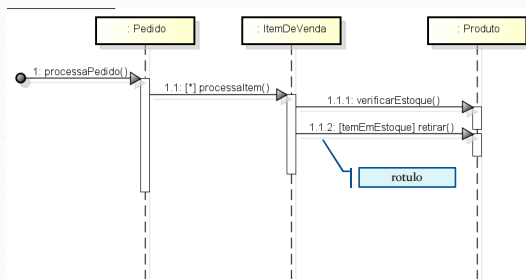 : Pedido
: ItemDeVenda
: Produto
1: processaPedido()
1.1: [*] processaItem()
1.1.1: verificarEstoque()
1.1.2: [temEmEstoque] retirar()
rotulo